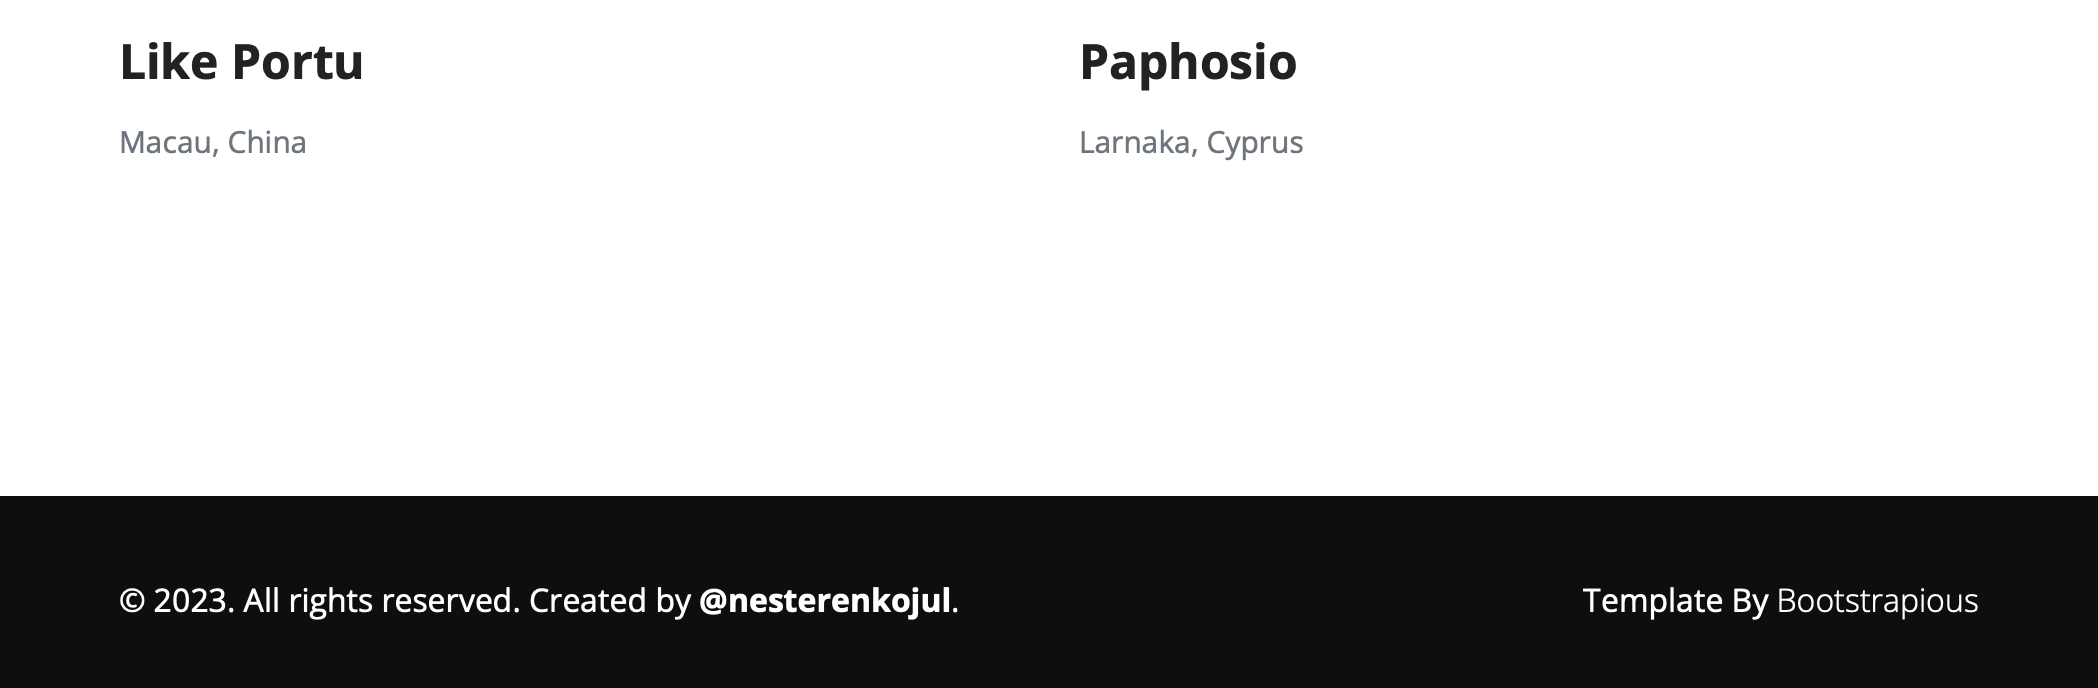 Like Portu
Macau, China
Paphosio
Larnaka, Cyprus
© 2023. All rights reserved. Created by @nesterenkojul.
Template By Bootstrapious